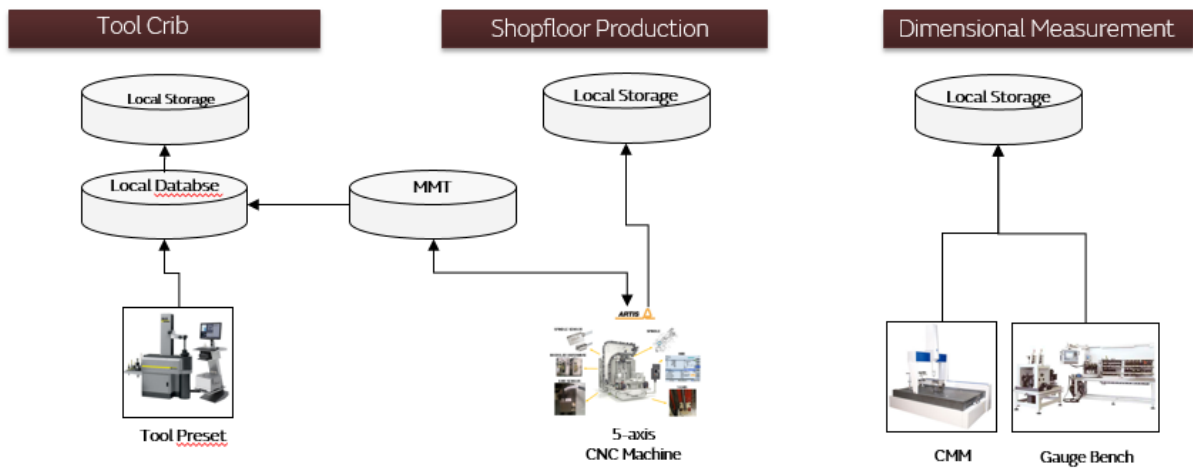 Tool Crib
Shopfloor Production
Dimensional Measurement
Local Storage
Local Storage
Local Storage
Local Databse
MMT
ARTIS
Tool Preset
5-axis
CNC Machine
CMM
Gauge Bench